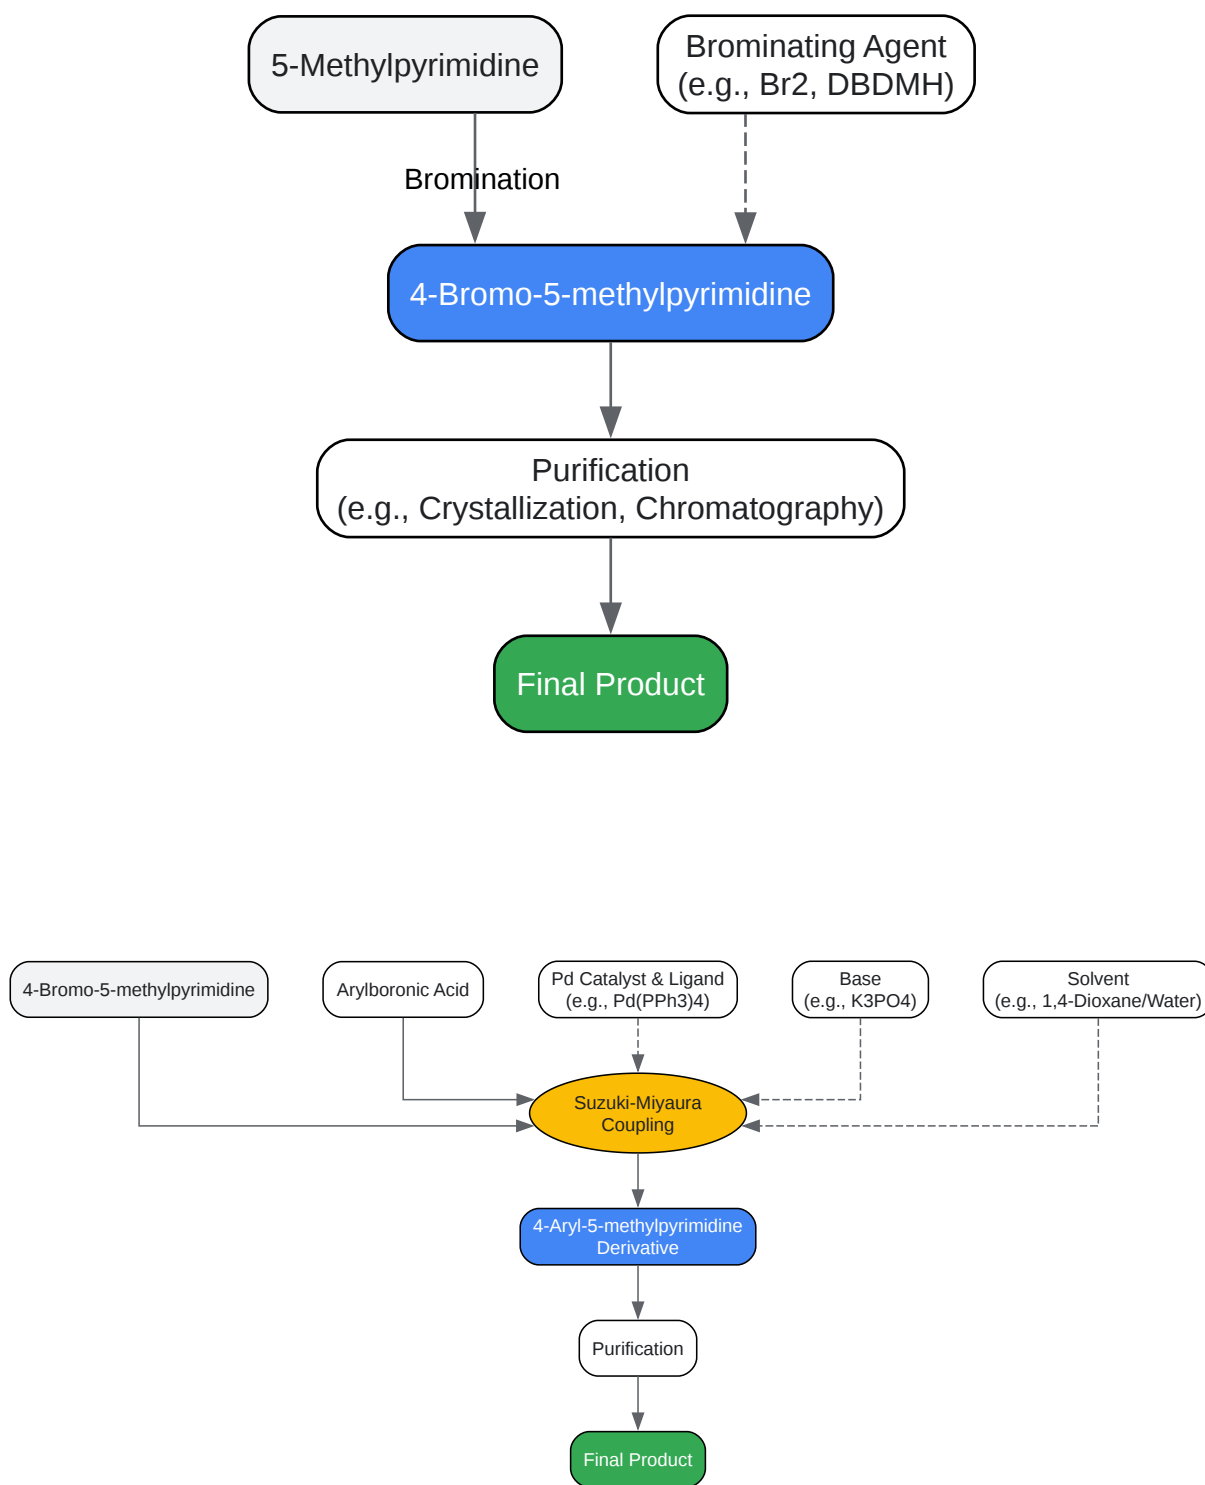 5-Methylpyrimidine
Brominating Agent
(e.g., Br2, DBDMH)
Bromination
4-Bromo-5-methylpyrimidine
Purification
(e.g., Crystallization, Chromatography)
Final Product
4-Bromo-5-methylpyrimidine
Arylboronic Acid
Pd Catalyst & Ligand
(e.g., Pd(PPh3)4)
Base
(e.g., K3PO4)
Solvent
(e.g., 1,4-Dioxane/Water)
Suzuki-Miyaura
Coupling
4-Aryl-5-methylpyrimidine
Derivative
Purification
Final Product